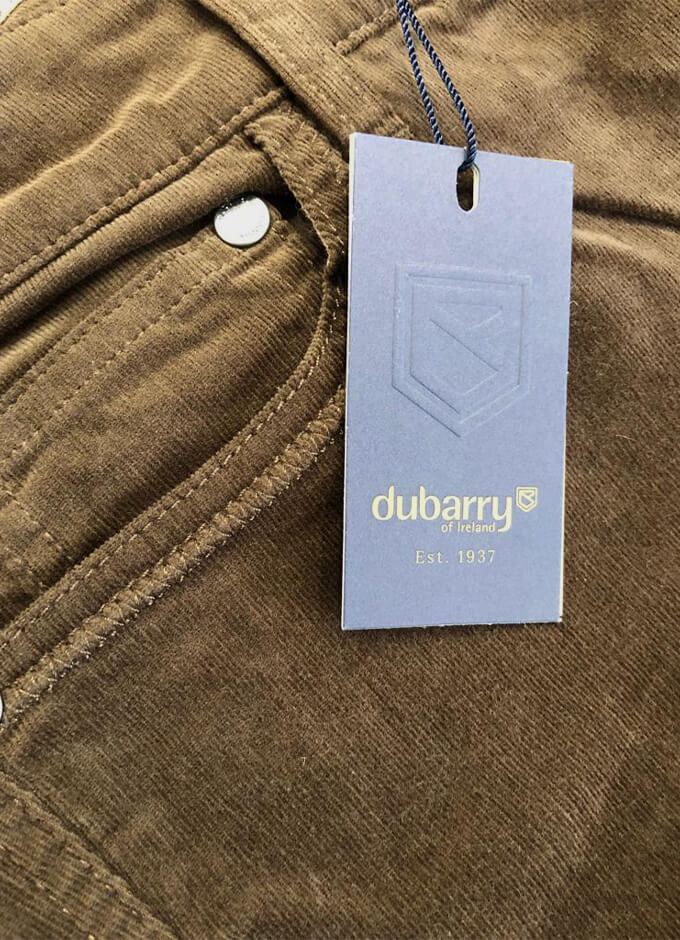 dubarry
of Ireland
Est. 1937